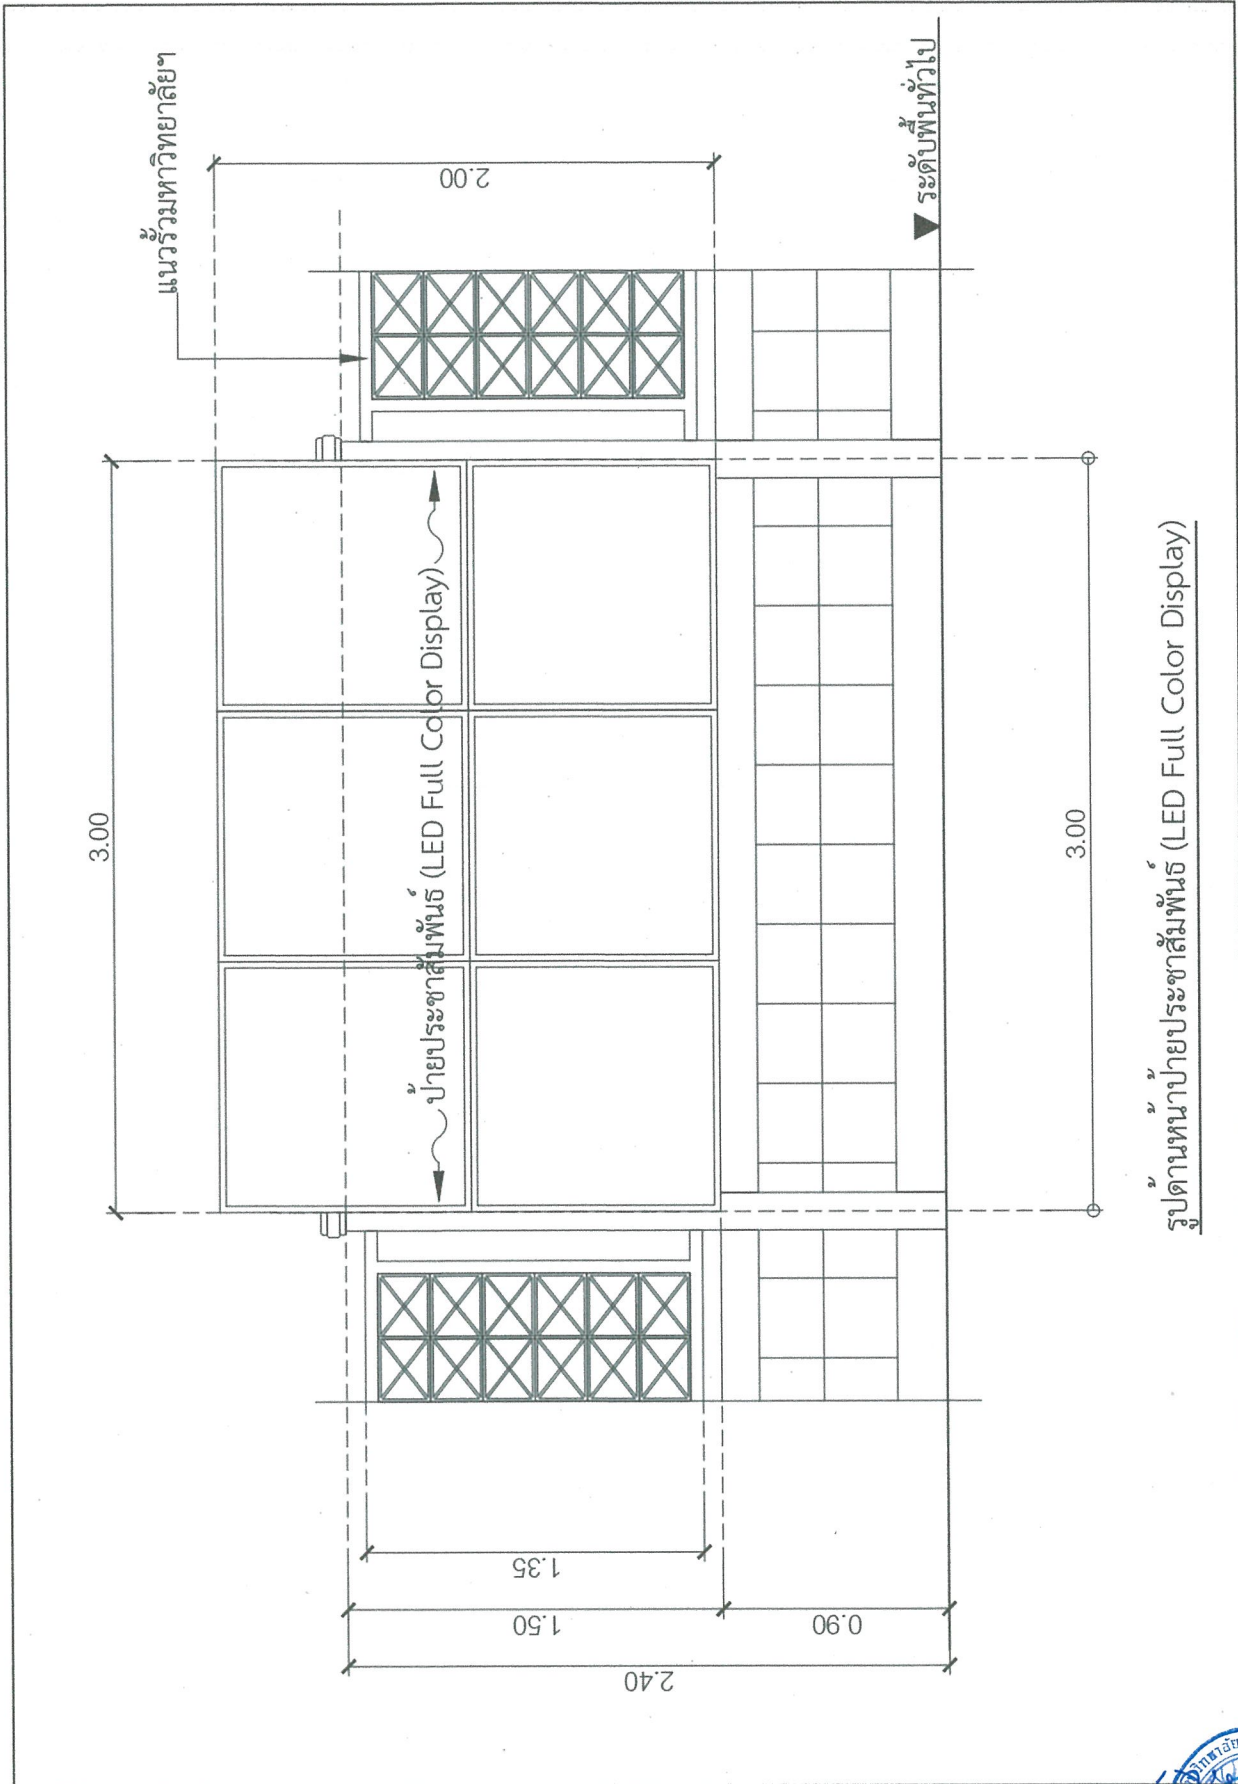 แนวรั้วมหาวิทยาลัยฯ
ระดับพื้นทั่วไป
3.00
2.00
ป้ายประชาสัมพันธ์ (LED Full Color Display)
1.35
1.50
0.90
2.40
3.00
รูปด้านหน้าป้ายประชาสัมพันธ์ (LED Full Color Display)